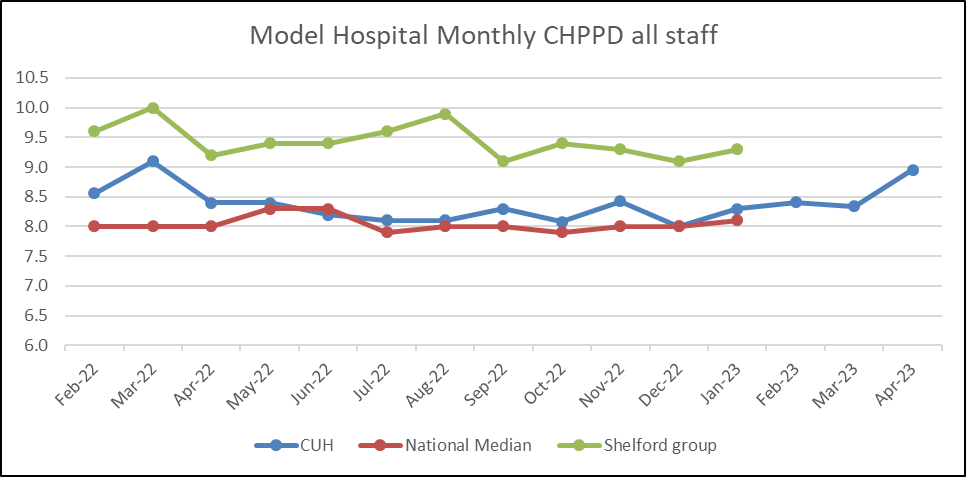 Model Hospital Monthly CHPPD all staff
10.5
10.0
9.5
9.0
8.5
8.0
7.5
7.0
6.5
6.0
Feb-22
Mar-22
Apr-22
May-22
Jun-22
Jul-22
Aug-22
Sep-22
Oct-22
Nov-22
Dec-22
Jan-23
Feb-23
Mar-23
Apr-23
CUH National Median Shelford group